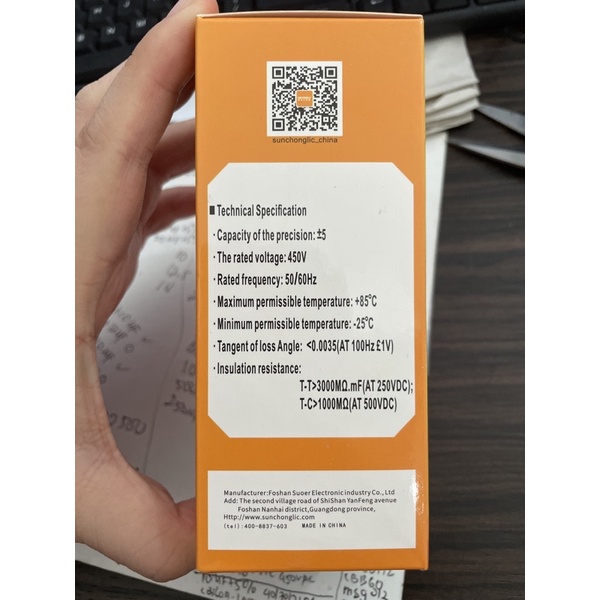 sunchonglic_china
■ Technical Specification
·Capacity of the precision: ±5
·The rated voltage: 450V
·Rated frequency: 50/60Hz
·Maximum permissible temperature: +85°C
·Minimum permissible temperature: -25°C
·Tangent of loss Angle: <0.0035(AT 100Hz £1V)
·Insulation resistance:
T-T>3000MΩ.mF(AT 250VDC);
T-C>1000MΩ(AT 500VDC)
Manufacturer:Foshan Suoer Electronic industry Co., Ltd
Add: The second village road of ShiShan YanFeng avenue
Foshan Nanhai district,Guangdong province,
Http://www.sunchonglic.com
(tel):400-8837-603 MADE IN CHINA